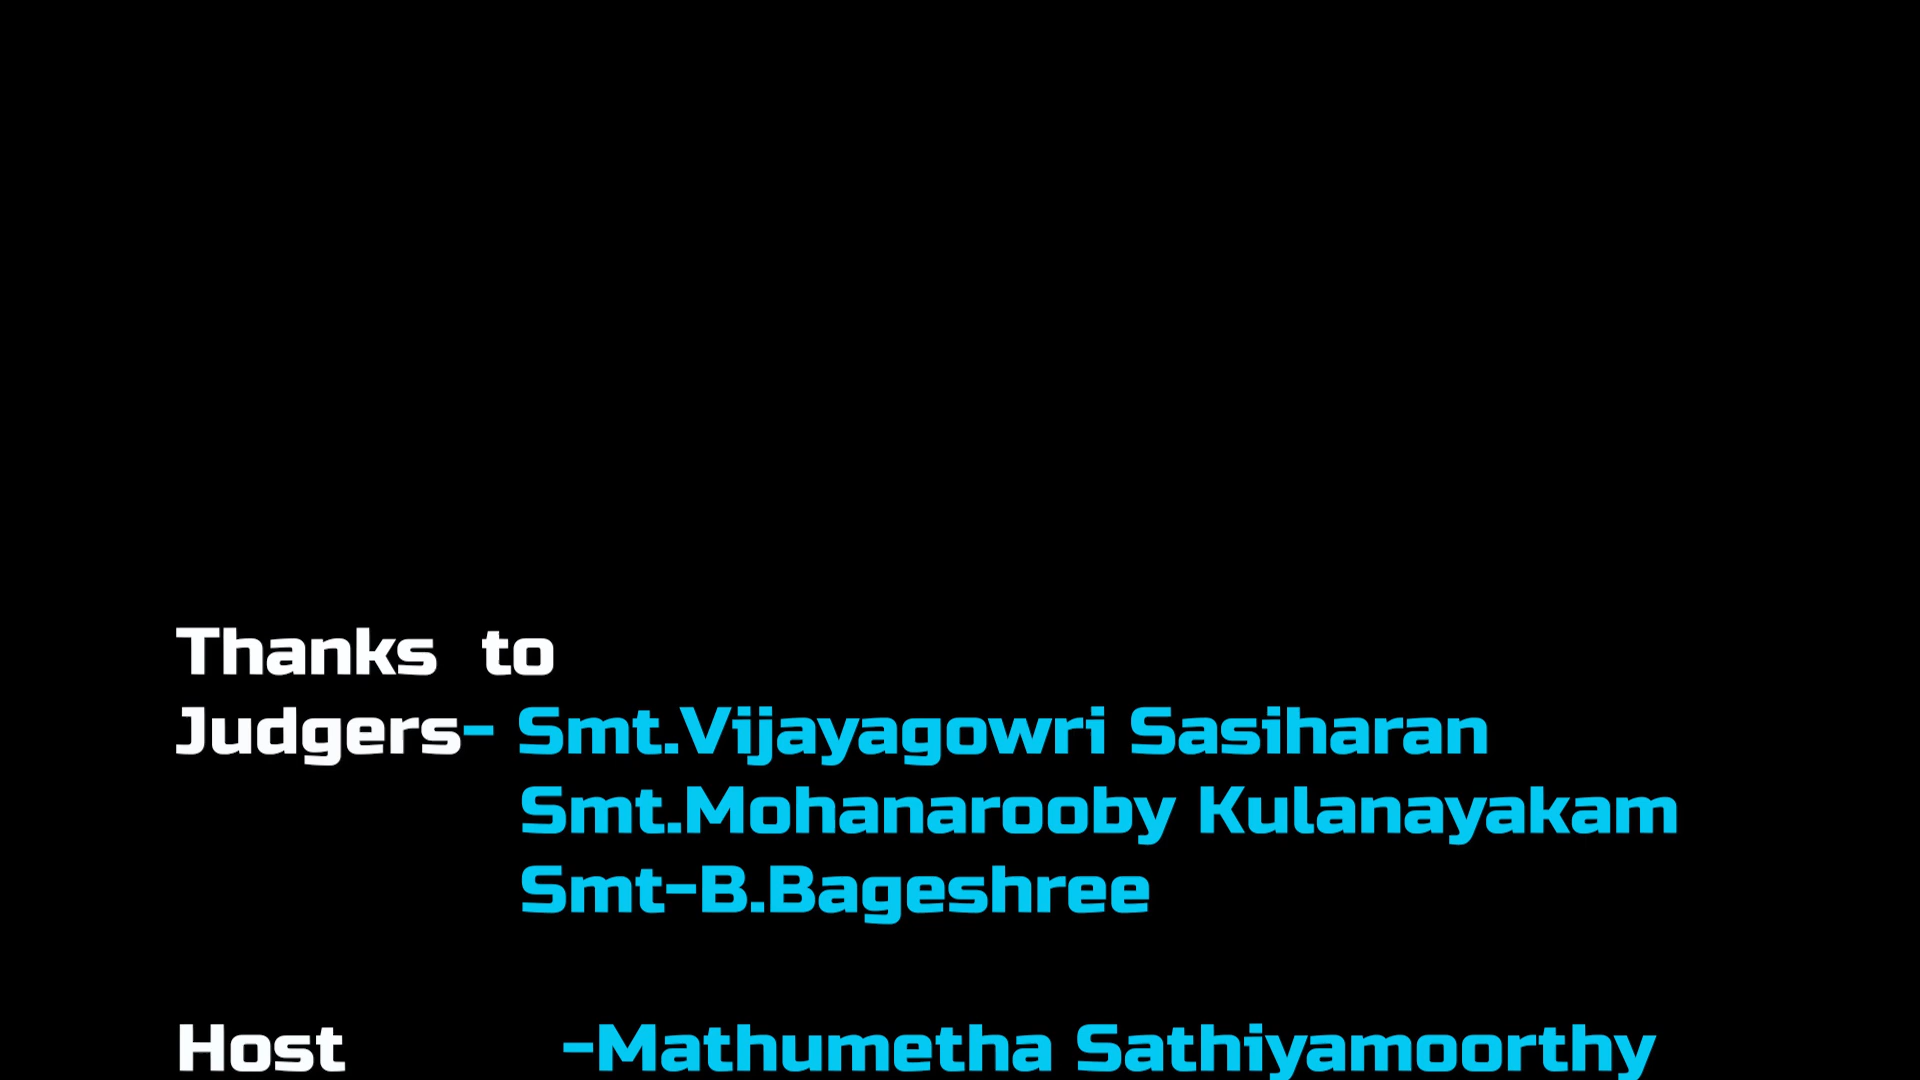 Thanks to
Judgers- Smt.Vijayagowri Sasiharan
Smt.Mohanarooby Kulanayakam
Smt-B.Bageshree
Host -Mathumetha Sathiyamoorthy